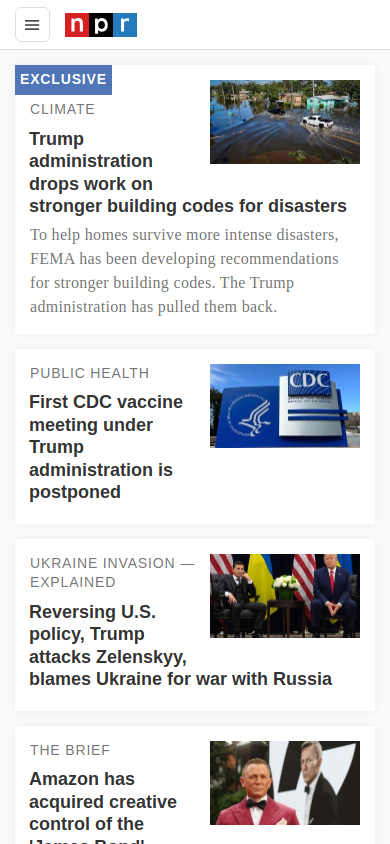 npr
EXCLUSIVE
CLIMATE
Trump
administration
drops work on
stronger building codes for disasters
To help homes survive more intense disasters,
FEMA has been developing recommendations
for stronger building codes. The Trump
administration has pulled them back.
PUBLIC HEALTH
First CDC vaccine
meeting under
Trump
administration is
postponed
CDC
UKRAINE INVASION —
EXPLAINED
Reversing U.S.
policy, Trump
attacks Zelenskyy,
blames Ukraine for war with Russia
THE BRIEF
Amazon has
acquired creative
control of the
'James Bond'